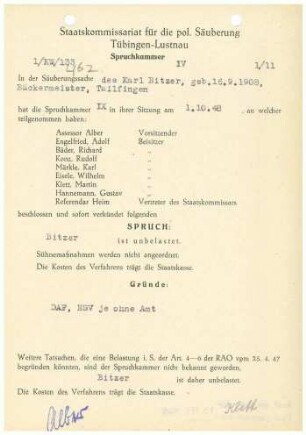 Staatskommissariat für die pol. Säuberung
Tübingen-Lustnau
Spruchkammer
IV 1/11
In der Säuberungssache des Karl Bitzer, geb.16.9.1908,
Bäckermeister, Tailfingen
hat die Spruchkammer IX in ihrer Sitzung am 1.10.48 , an welcher
teilgenommen haben:
Assessor Alber Vorsitzender
Engelfried, Adolf Beisitzer
Bäder, Richard "
Konz, Rudolf "
Märkle, Karl "
Eisele, Wilhelm "
Klett, Martin "
Hannemann, Gustav "
Referendar Heim Vertreter des Staatskommissars
beschlossen und sofort verkündet folgenden
SPRUCH:
Bitzer
ist unbelastet.
Sühnemaßnahmen werden nicht angeordnet.
Die Kosten des Verfahrens trägt die Staatskasse.
Gründe:
DAF, NSV je ohne Amt
Weitere Tatsachen, die eine Belastung i. S. der Art. 4—6 der RAO vom 25. 4. 47
begründen könnten, sind der Spruchkammer nicht bekannt geworden.
Bitzer ist daher unbelastet.
Die Kosten des Verfahrens trägt die Staatskasse.
Alber Klett